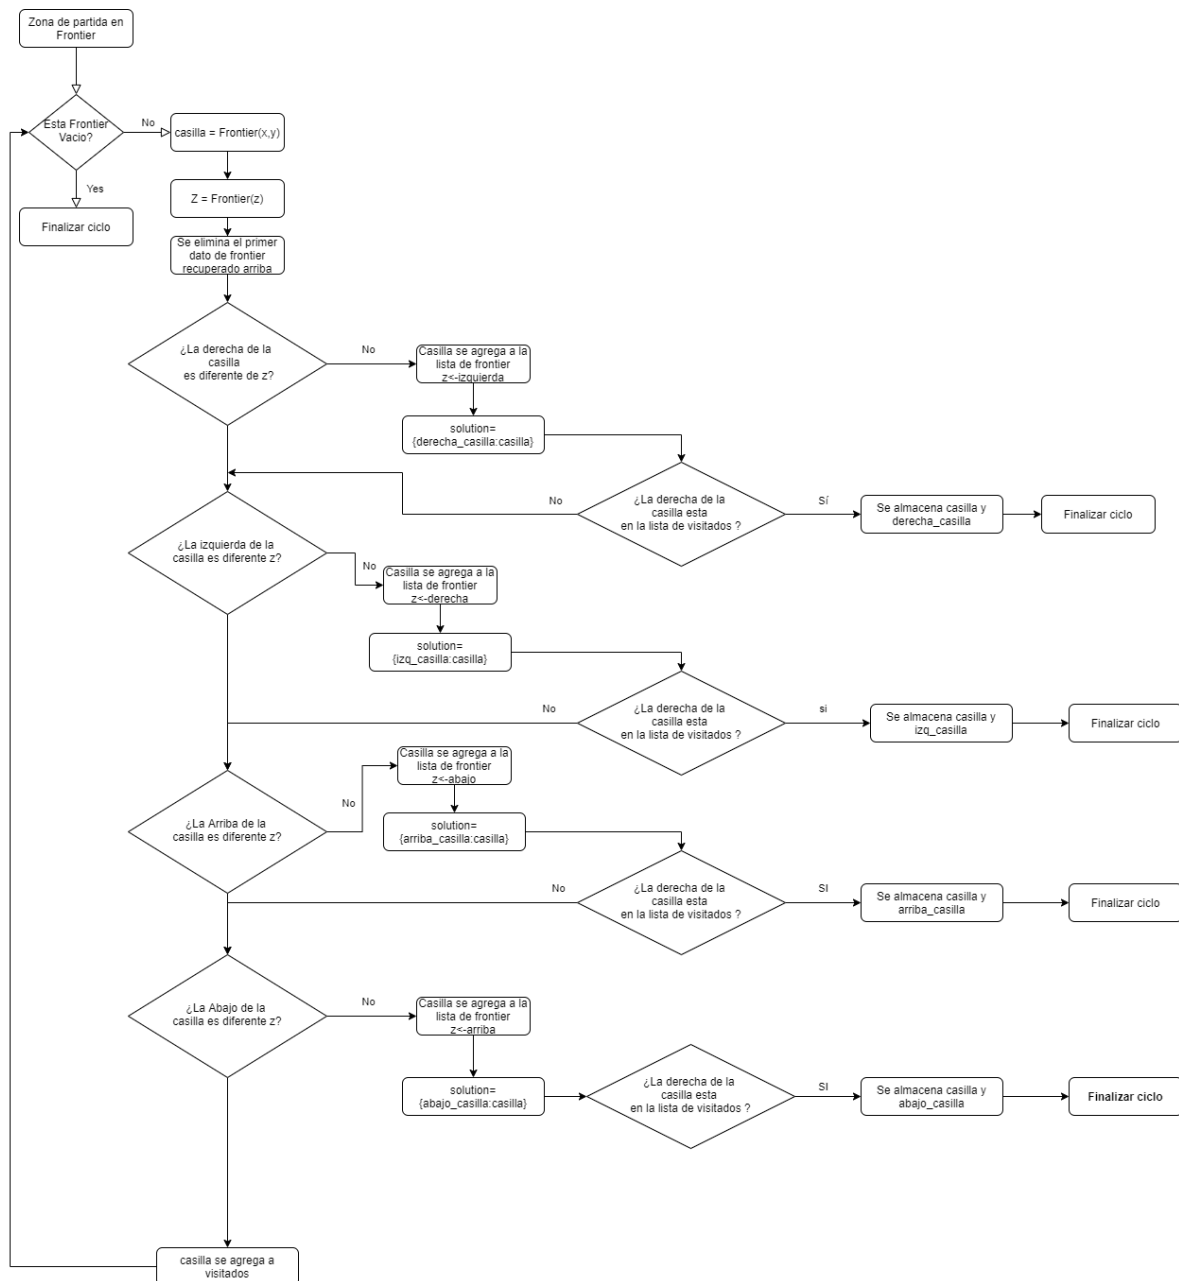 Zona de partida en
Frontier
Esta Frontier
Vacio?
No
casilla = Frontier(x,y)
Yes
Z = Frontier(z)
Finalizar ciclo
Se elimina el primer
dato de frontier
recuperado arriba
¿La derecha de la
casilla
es diferente de z?
No
Casilla se agrega a la
lista de frontier
z<-izquierda
solution=
{derecha_casilla:casilla}
¿La derecha de la
casilla esta
en la lista de visitados ?
No
Sí
Se almacena casilla y
derecha_casilla
Finalizar ciclo
¿La izquierda de la
casilla es diferente z?
No
Casilla se agrega a la
lista de frontier
z<-derecha
solution=
{izq_casilla:casilla}
¿La derecha de la
casilla esta
en la lista de visitados ?
No
si
Se almacena casilla y
izq_casilla
Finalizar ciclo
¿La Arriba de la
casilla es diferente z?
No
Casilla se agrega a la
lista de frontier
z<-abajo
solution=
{arriba_casilla:casilla}
¿La derecha de la
casilla esta
en la lista de visitados ?
No
SI
Se almacena casilla y
arriba_casilla
Finalizar ciclo
¿La Abajo de la
casilla es diferente z?
No
Casilla se agrega a la
lista de frontier
z<-arriba
solution=
{abajo_casilla:casilla}
¿La derecha de la
casilla esta
en la lista de visitados ?
SI
Se almacena casilla y
abajo_casilla
Finalizar ciclo
casilla se agrega a
visitados